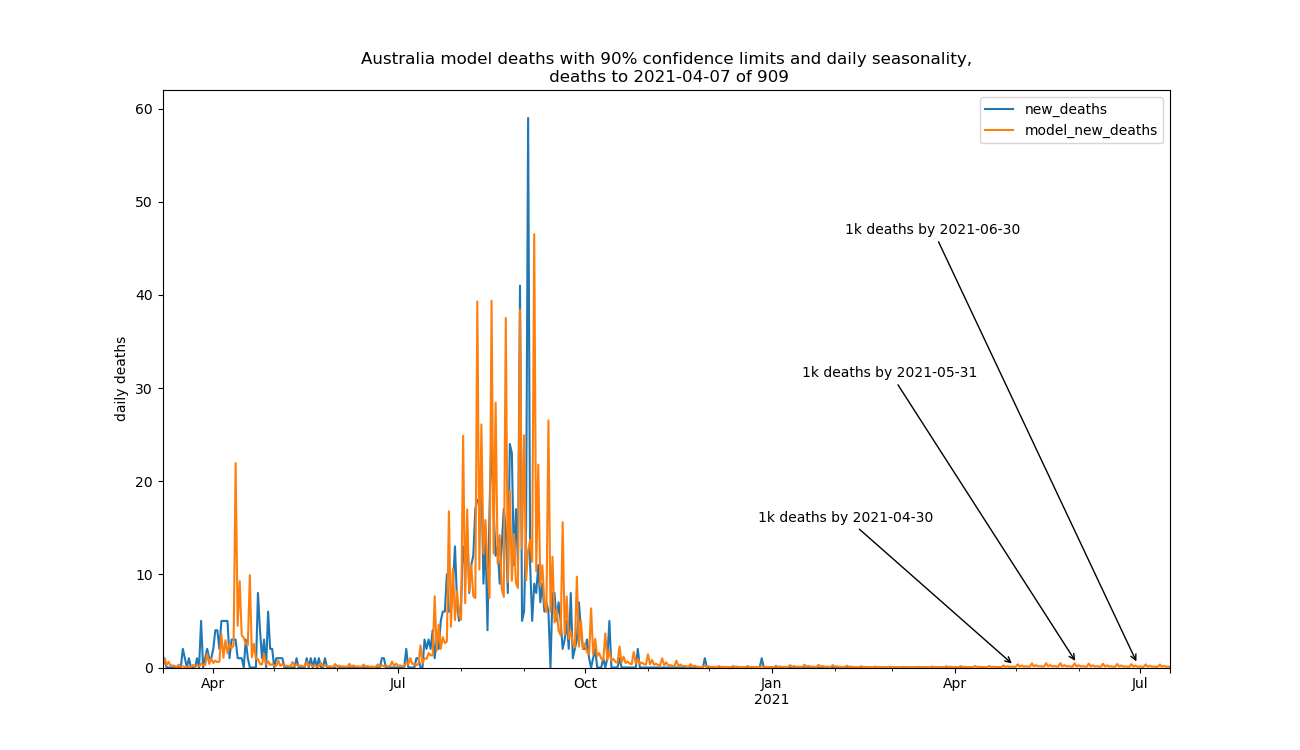 Australia model deaths with 90% confidence limits and daily seasonality,
deaths to 2021-04-07 of 909
new_deaths
model_new_deaths
daily deaths
60
50
40
30
20
10
0
1k deaths by 2021-06-30
1k deaths by 2021-05-31
1k deaths by 2021-04-30
Apr
Jul
Oct
Jan
2021
Apr
Jul